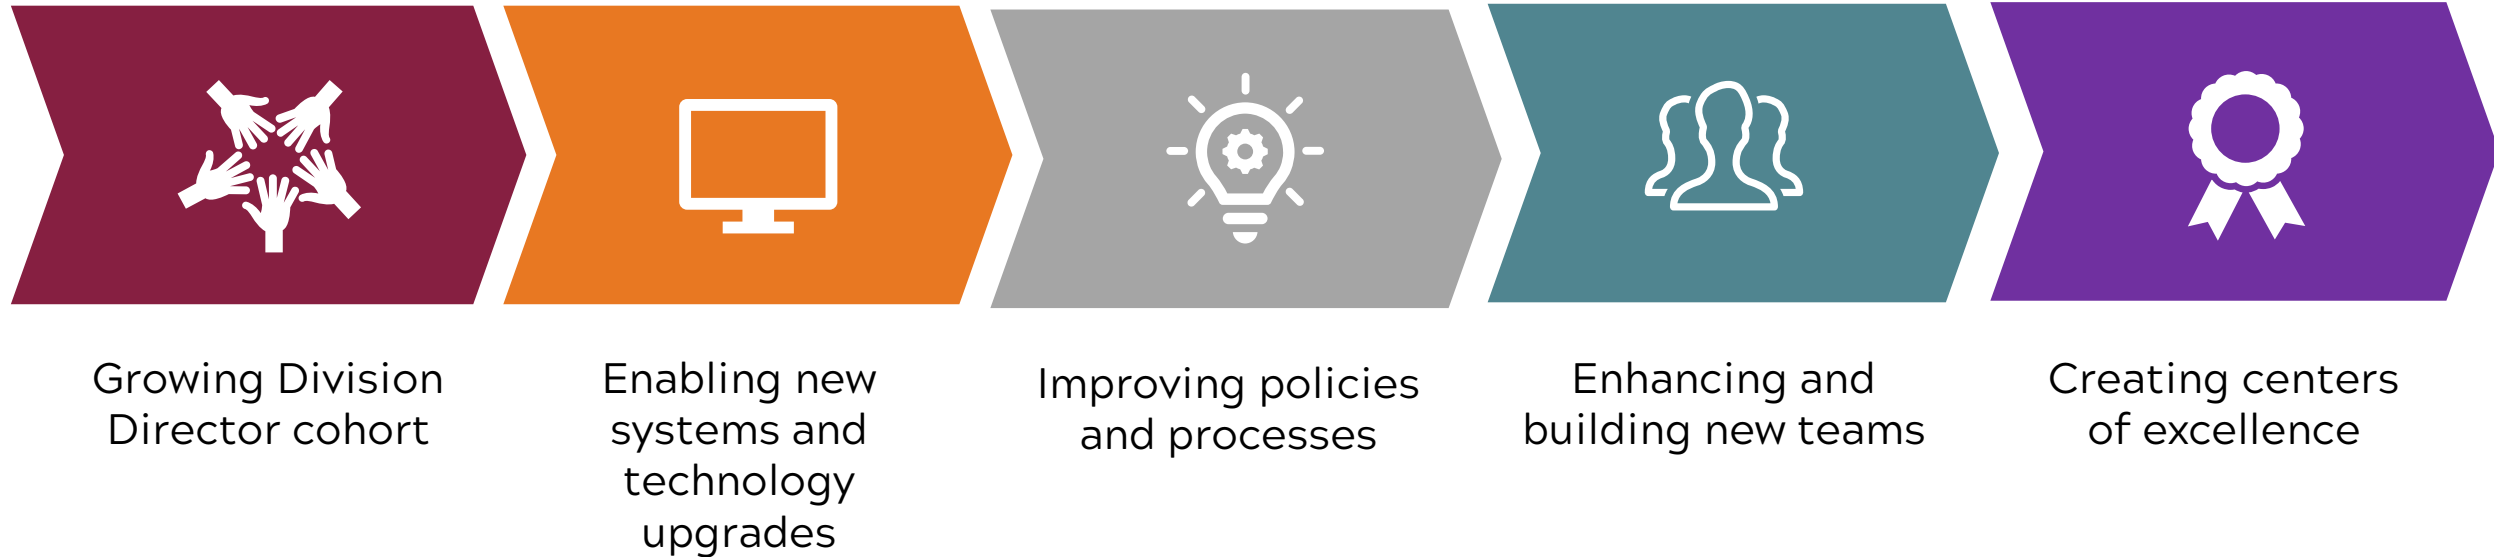 Growing Division
Director cohort
Enabling new
systems and
technology
upgrades
Improving policies
and processes
Enhancing and
building new teams
Creating centers
of excellence